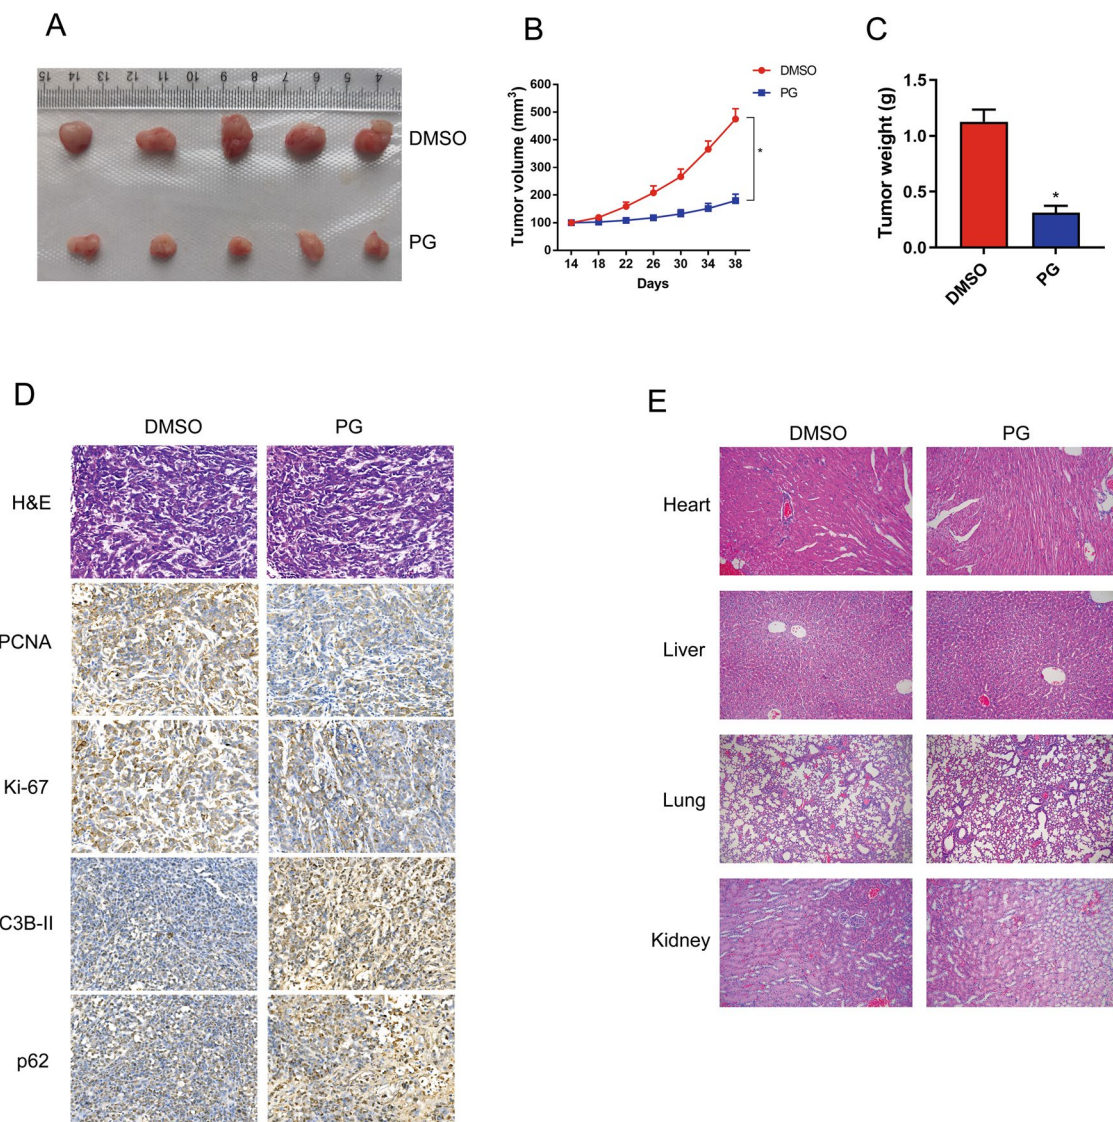 A
15 14 13 12 11 10 9 8 7 6 5 4
DMSO
PG
B
DMSO
PG
Tumor volume (mm³)
600
500
400
300
200
100
0
14 18 22 26 30 34 38
Days
*
C
Tumor weight (g)
1.5
1.0
0.5
0.0
*
DMSO
PG
D
DMSO PG
H&E
PCNA
Ki-67
C3B-II
p62
E
DMSO PG
Heart
Liver
Lung
Kidney